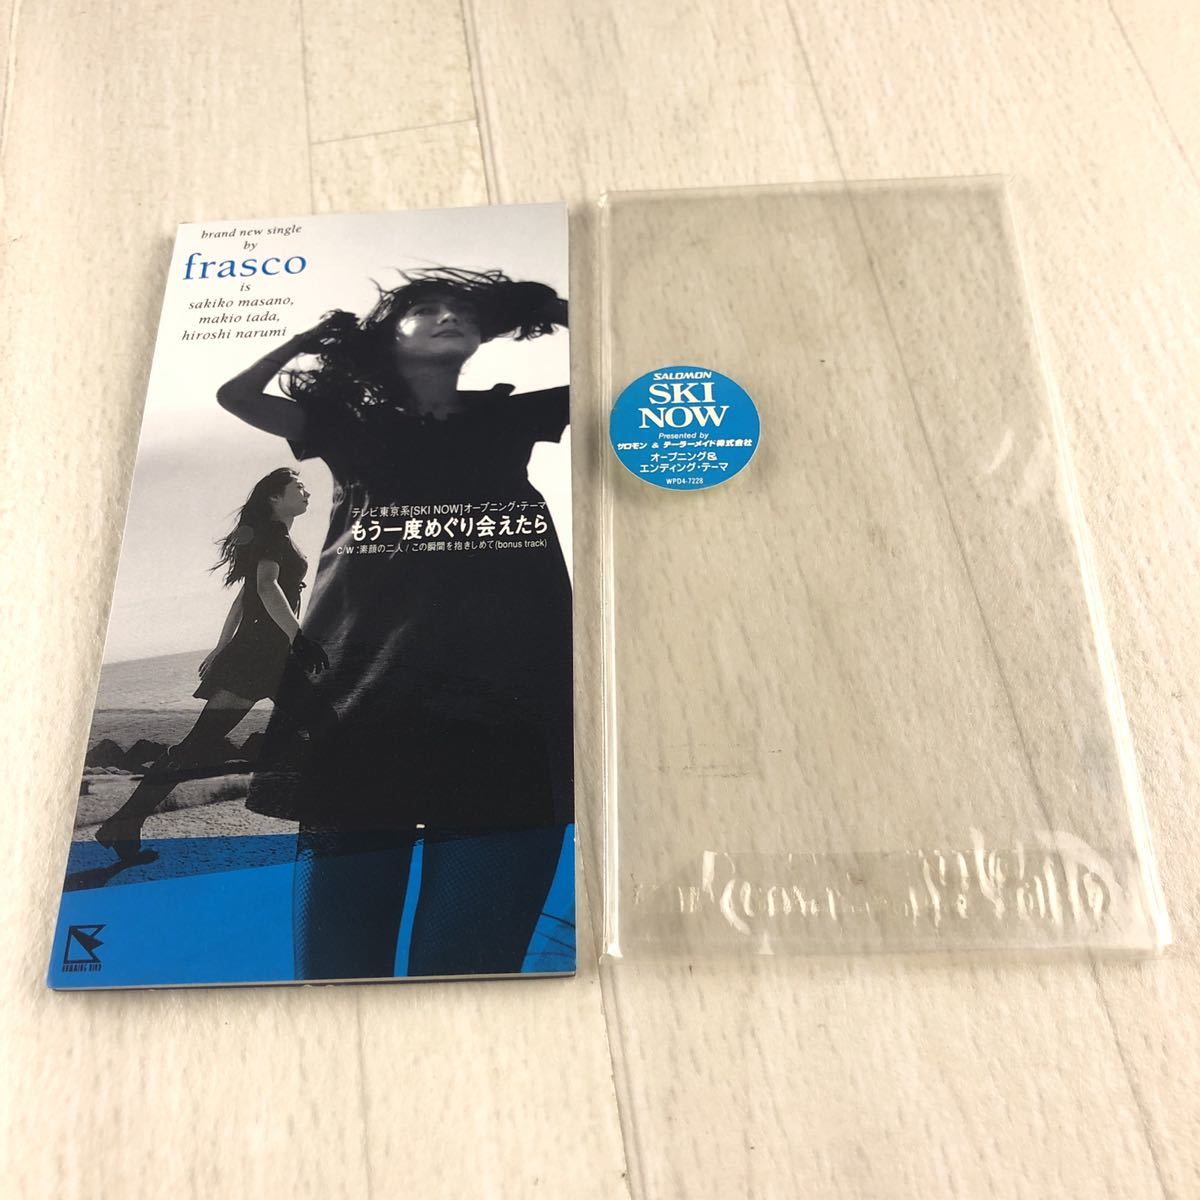 brand new single
by
frasco
is
sakiko masano,
makio tada,
hiroshi narumi
テレビ東京系[SKI NOW]オープニング・テーマ
もう一度めぐり会えたら
C/W:素顔の二人/この瞬間を抱きしめて(bonus track)
SALOMON
SKI
NOW
Presented by
サロモン & テーラーメイド株式会社
オープニング&
エンディング・テーマ
WPD4-7228